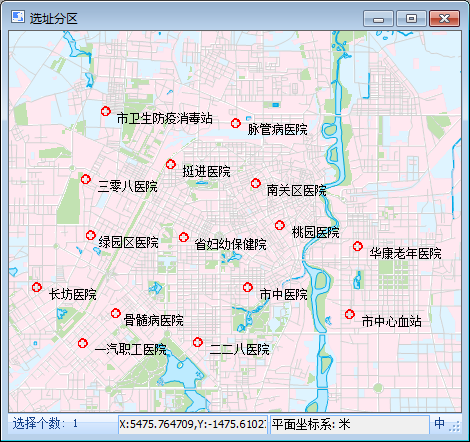 选址分区
市卫生防疫消毒站
脉管病医院
挺进医院
三零八医院
南关区医院
桃园医院
绿园区医院
省妇幼保健院
华康老年医院
长坊医院
市中医院
骨髓病医院
市中心血站
一汽职工医院
二二八医院
选择个数: 1
X:5475.764709,Y:-1475.6102
平面坐标系: 米
中